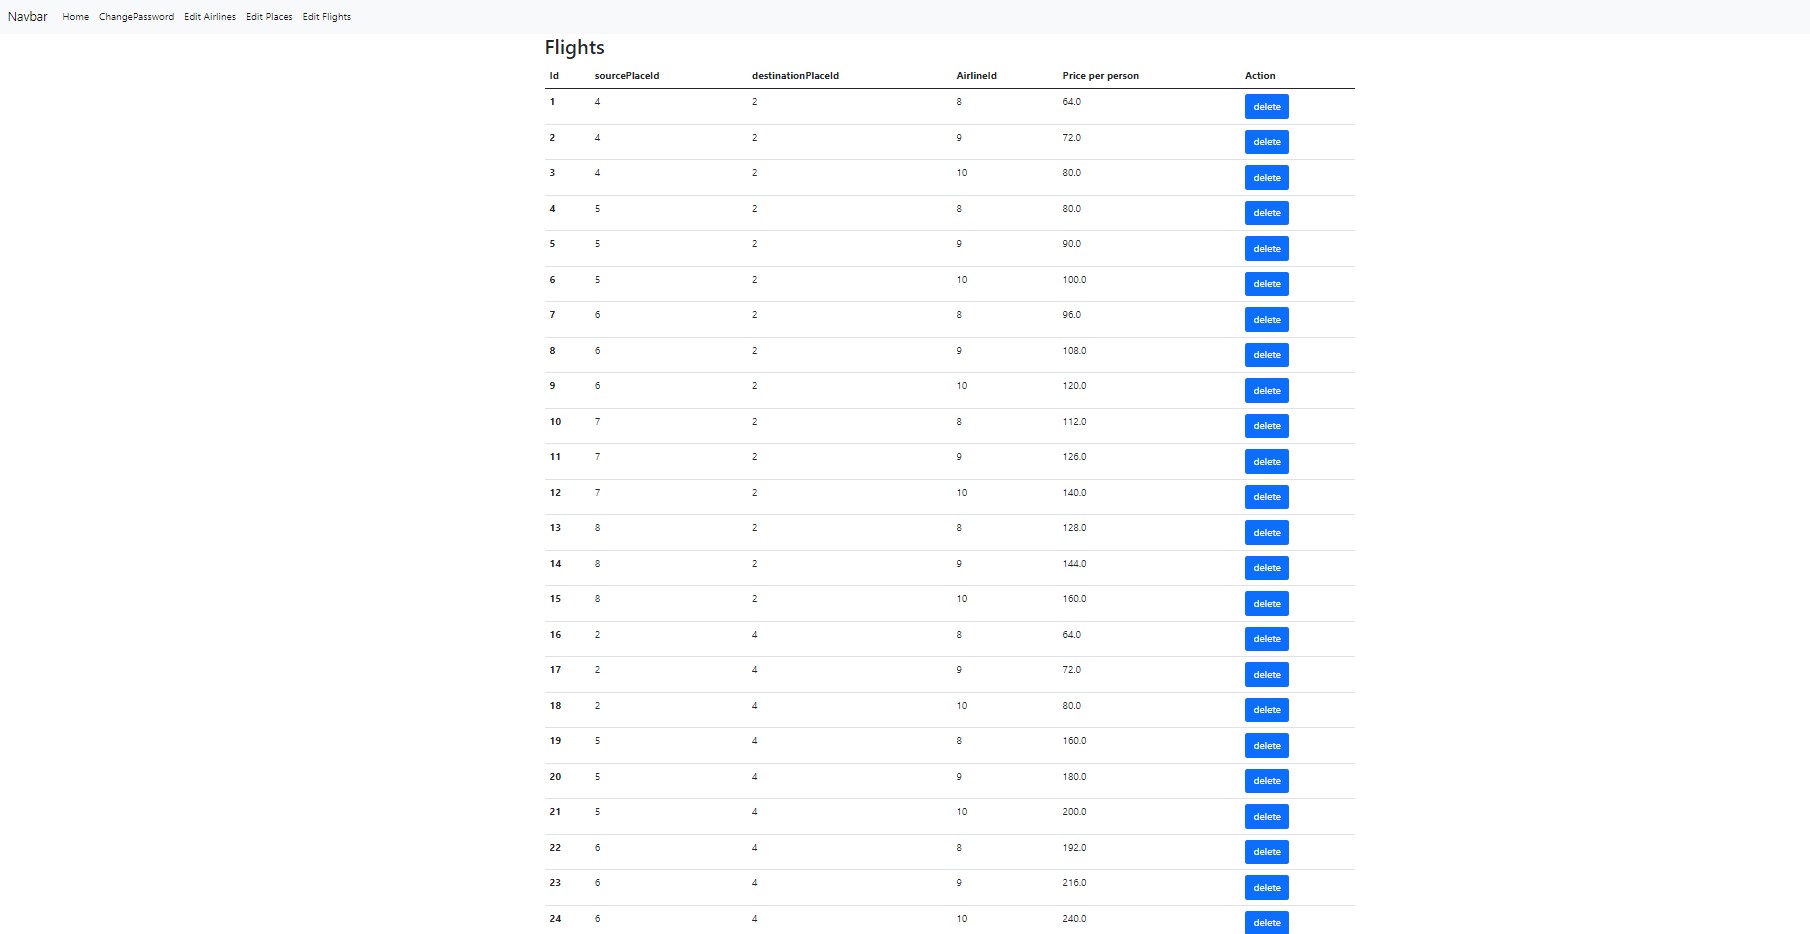 Navbar Home ChangePassword Edit Airlines Edit Places Edit Flights
Flights
Id sourcePlaceId destinationPlaceId AirlineId Price per person Action
1 4 2 8 64.0 delete
2 4 2 9 72.0 delete
3 4 2 10 80.0 delete
4 5 2 8 80.0 delete
5 5 2 9 90.0 delete
6 5 2 10 100.0 delete
7 6 2 8 96.0 delete
8 6 2 9 108.0 delete
9 6 2 10 120.0 delete
10 7 2 8 112.0 delete
11 7 2 9 126.0 delete
12 7 2 10 140.0 delete
13 8 2 8 128.0 delete
14 8 2 9 144.0 delete
15 8 2 10 160.0 delete
16 2 4 8 64.0 delete
17 2 4 9 72.0 delete
18 2 4 10 80.0 delete
19 5 4 8 160.0 delete
20 5 4 9 180.0 delete
21 5 4 10 200.0 delete
22 6 4 8 192.0 delete
23 6 4 9 216.0 delete
24 6 4 10 240.0 delete